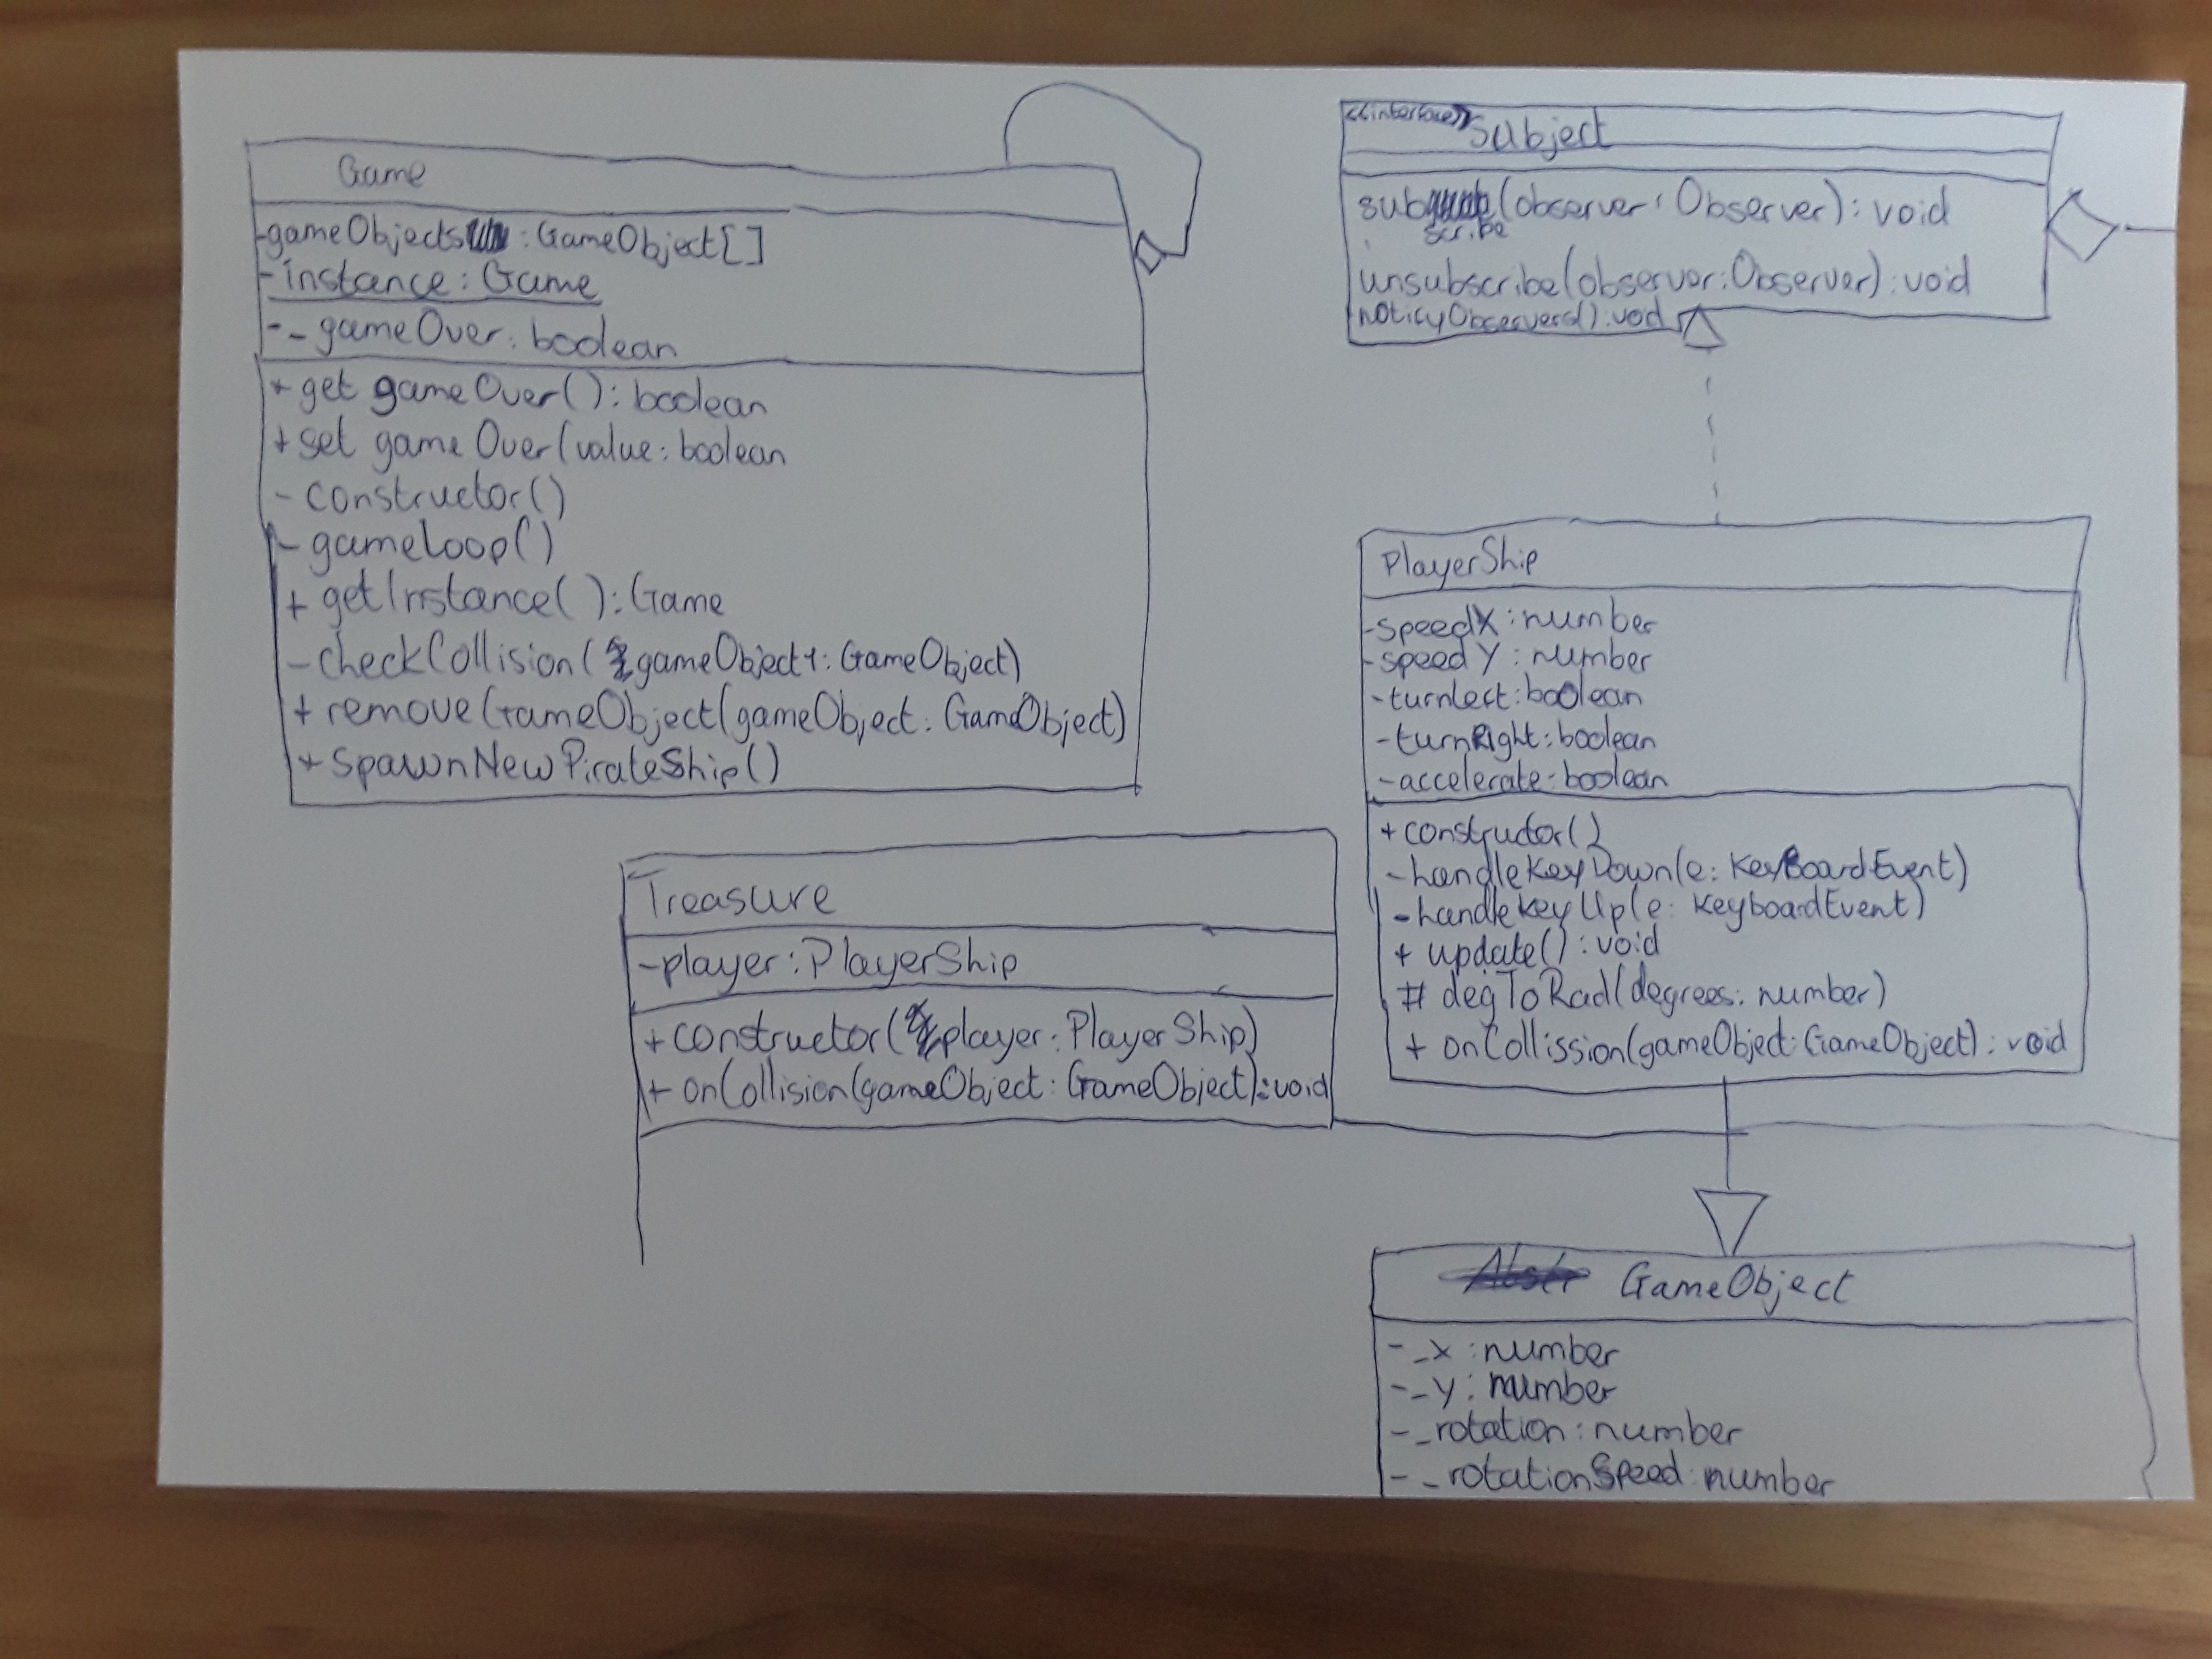 Game
-gameObjects : GameObject[]
-instance : Game
-_gameOver : boolean
+ get gameOver() : boolean
+ set gameOver(value : boolean
- constructor()
- gameLoop()
+ getInstance() : Game
- checkCollision(gameObject1 : GameObject)
+ removeGameObject(gameObject : GameObject)
+ spawnNewPirateShip()
<<interface>> Subject
subscribe(observer : Observer) : void
unsubscribe(observer : Observer) : void
notifyObservers() : void
PlayerShip
-speedX : number
-speedY : number
-turnLeft : boolean
-turnRight : boolean
-accelerate : boolean
+constructor()
-handleKeyDown(e : KeyBoardEvent)
-handleKeyUp(e : KeyboardEvent)
+ update() : void
# degToRad(degrees : number)
+ onCollission(gameObject : GameObject) : void
Treasure
-player : PlayerShip
+constructor(player : PlayerShip)
+ onCollision(gameObject : GameObject) : void
GameObject
-_x : number
-_y : number
-_rotation : number
-_rotationSpeed : number